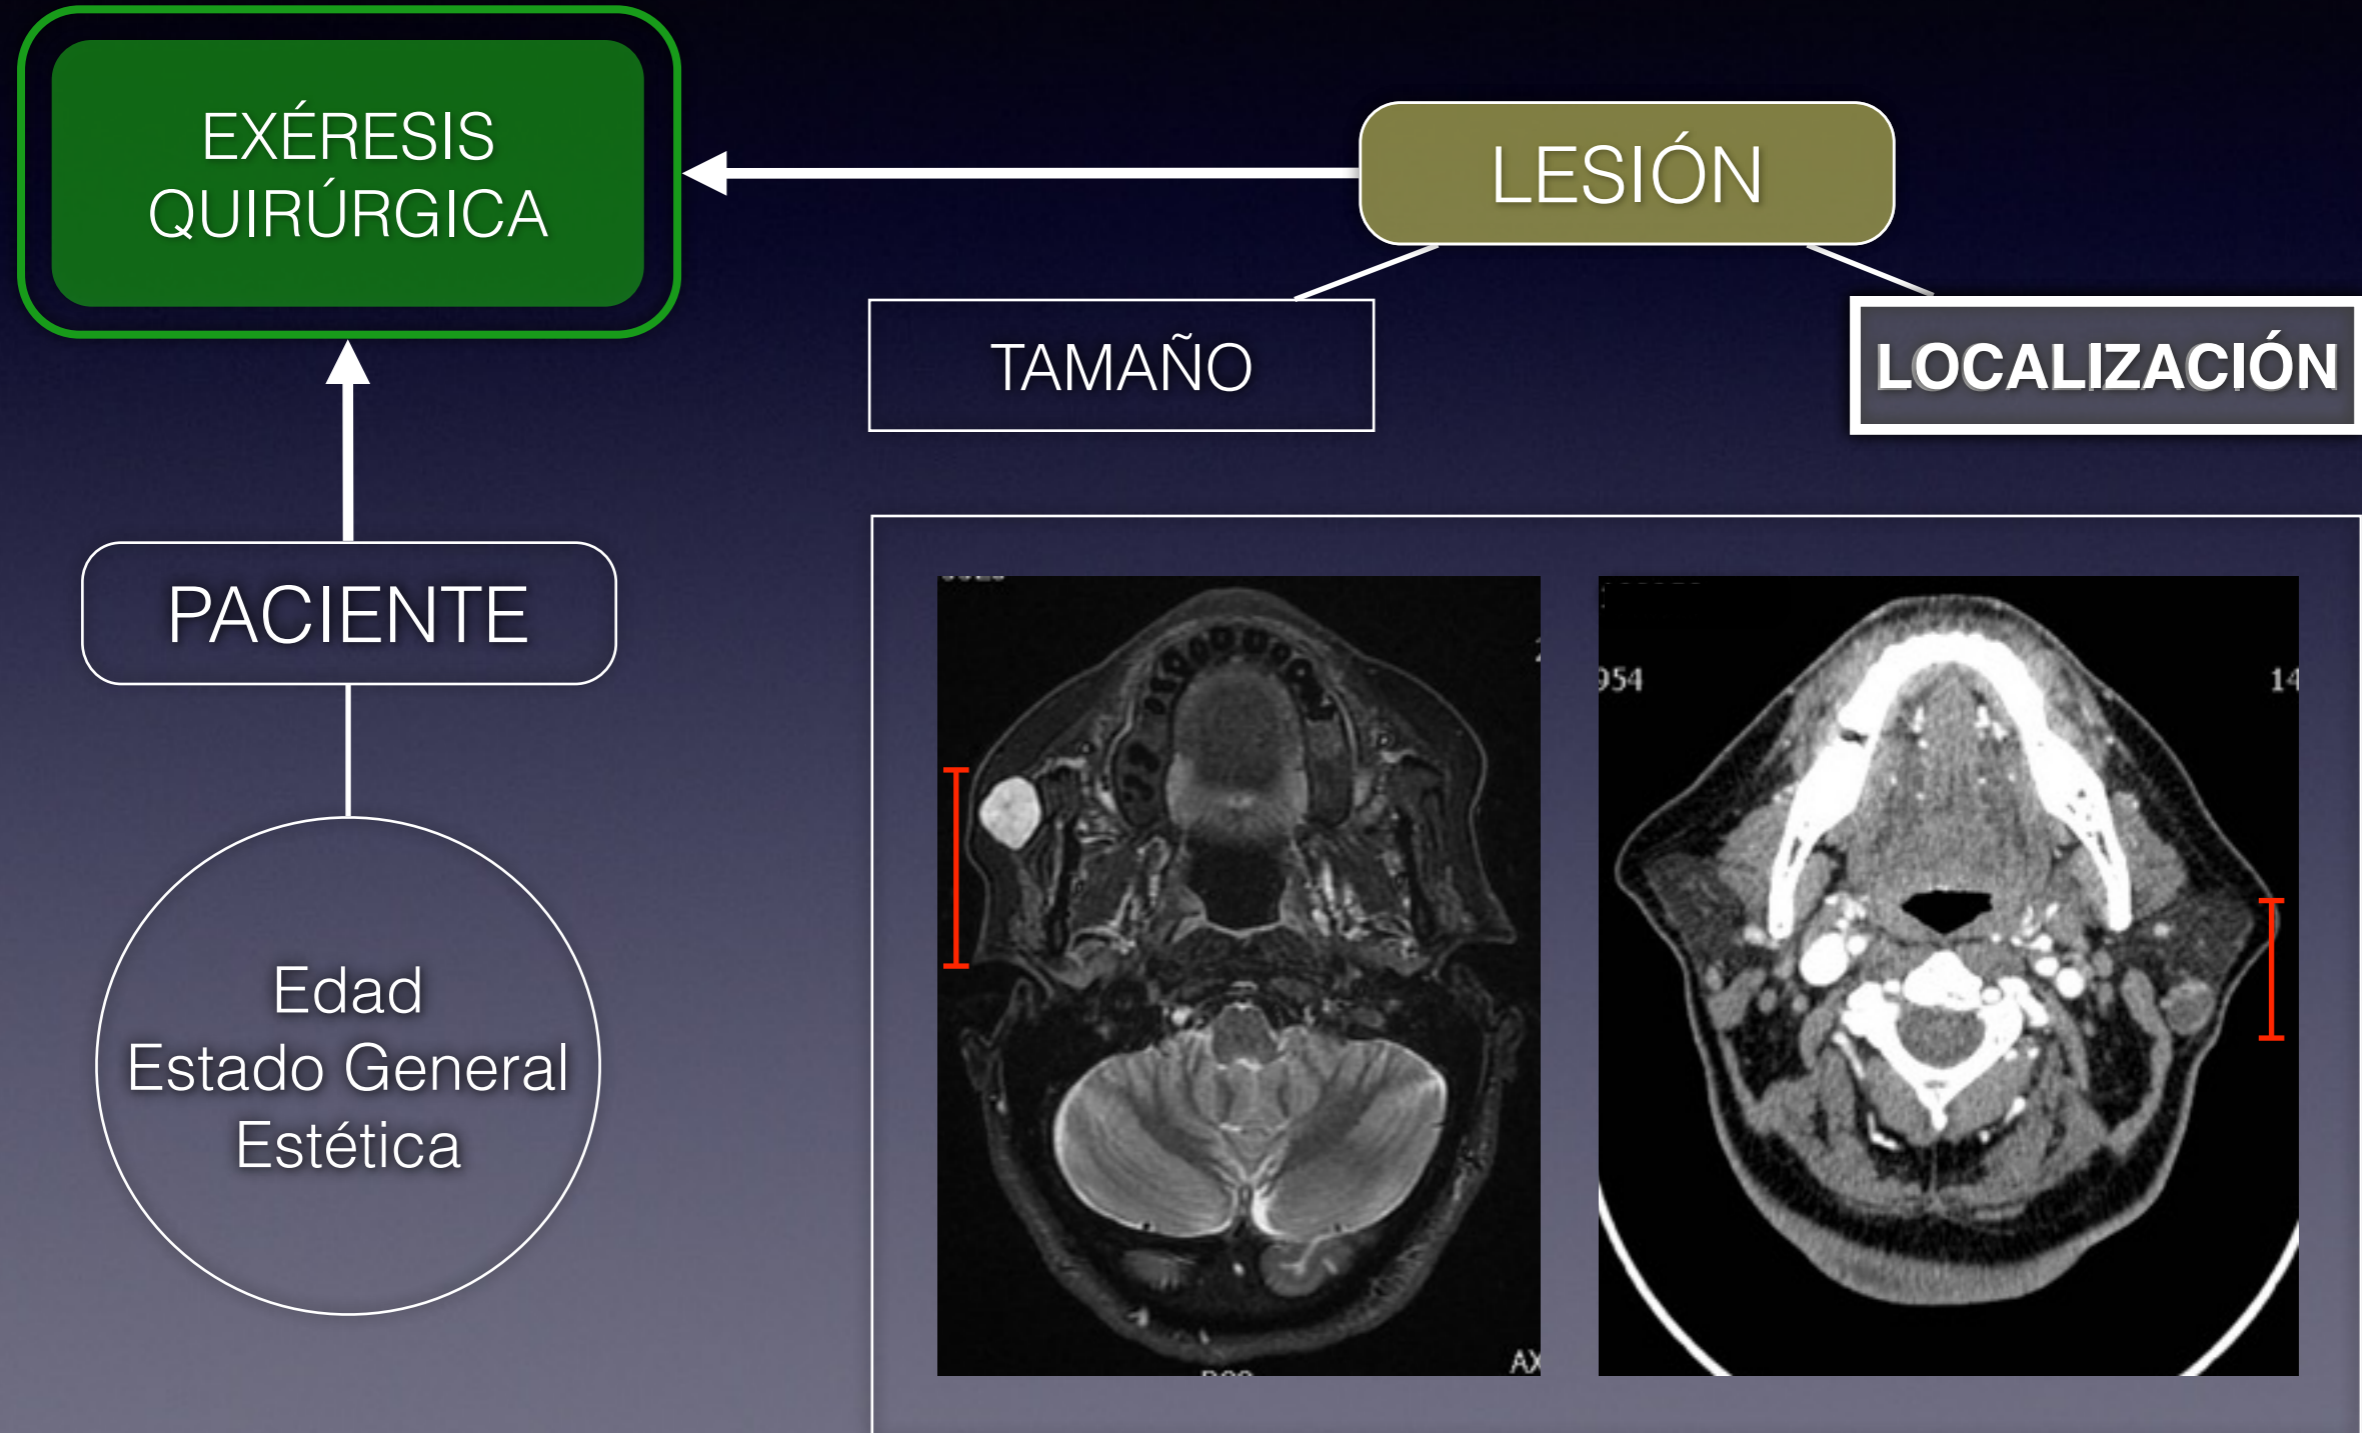 EXÉRESIS
QUIRÚRGICA
LESIÓN
TAMAÑO
LOCALIZACIÓN
PACIENTE
Edad
Estado General
Estética
954
14
AX